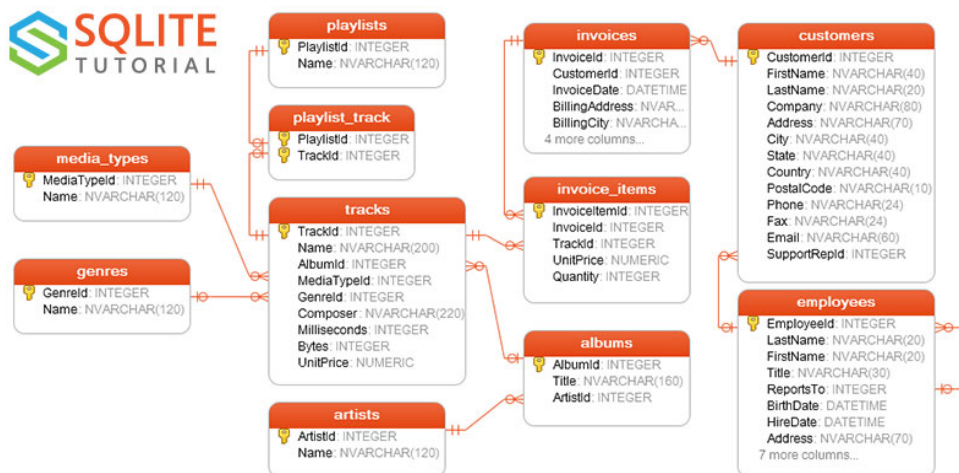 SQLITE
TUTORIAL
playlists
PlaylistId: INTEGER
Name: NVARCHAR(120)
playlist_track
PlaylistId: INTEGER
TrackId: INTEGER
media_types
MediaTypeId: INTEGER
Name: NVARCHAR(120)
genres
GenreId: INTEGER
Name: NVARCHAR(120)
tracks
TrackId: INTEGER
Name: NVARCHAR(200)
AlbumId: INTEGER
MediaTypeId: INTEGER
GenreId: INTEGER
Composer: NVARCHAR(220)
Milliseconds: INTEGER
Bytes: INTEGER
UnitPrice: NUMERIC
artists
ArtistId: INTEGER
Name: NVARCHAR(120)
invoices
InvoiceId: INTEGER
CustomerId: INTEGER
InvoiceDate: DATETIME
BillingAddress: NVAR...
BillingCity: NVARCHA...
4 more columns...
invoice_items
InvoiceItemId: INTEGER
InvoiceId: INTEGER
TrackId: INTEGER
UnitPrice: NUMERIC
Quantity: INTEGER
albums
AlbumId: INTEGER
Title: NVARCHAR(160)
ArtistId: INTEGER
customers
CustomerId: INTEGER
FirstName: NVARCHAR(40)
LastName: NVARCHAR(20)
Company: NVARCHAR(80)
Address: NVARCHAR(70)
City: NVARCHAR(40)
State: NVARCHAR(40)
Country: NVARCHAR(40)
PostalCode: NVARCHAR(10)
Phone: NVARCHAR(24)
Fax: NVARCHAR(24)
Email: NVARCHAR(60)
SupportRepId: INTEGER
employees
EmployeeId: INTEGER
LastName: NVARCHAR(20)
FirstName: NVARCHAR(20)
Title: NVARCHAR(30)
ReportsTo: INTEGER
BirthDate: DATETIME
HireDate: DATETIME
Address: NVARCHAR(70)
7 more columns...